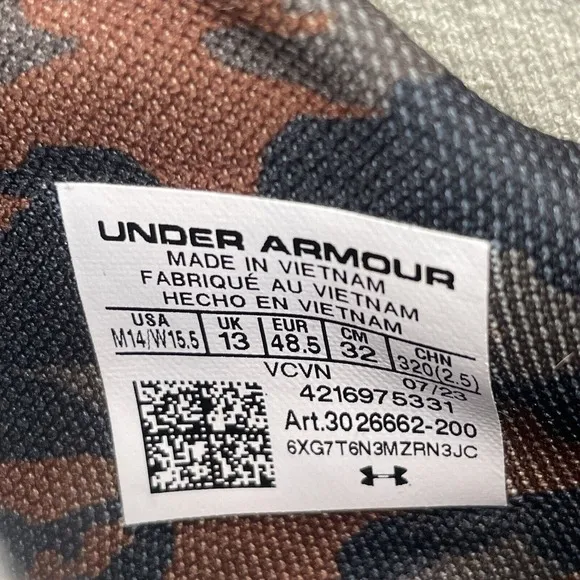 UNDER ARMOUR
MADE IN VIETNAM
FABRIQUÉ AU VIETNAM
HECHO EN VIETNAM
USA UK EUR CM CHN
M14/W15.5 13 48.5 32 320(2.5)
VCVN 07/23
4216975331
Art.3026662-200
6XG7T6N3MZRN3JC